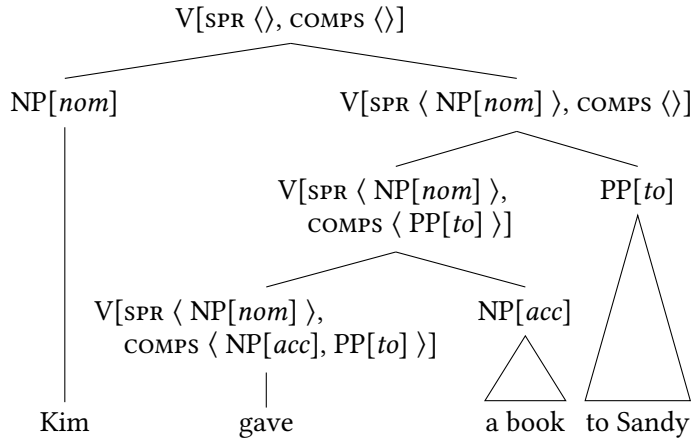 V[SPR ⟨⟩, COMPS ⟨⟩]
NP[nom] V[SPR ⟨ NP[nom] ⟩, COMPS ⟨⟩]
V[SPR ⟨ NP[nom] ⟩, PP[to]
COMPS ⟨ PP[to] ⟩]
V[SPR ⟨ NP[nom] ⟩, NP[acc]
COMPS ⟨ NP[acc], PP[to] ⟩]
Kim gave a book to Sandy